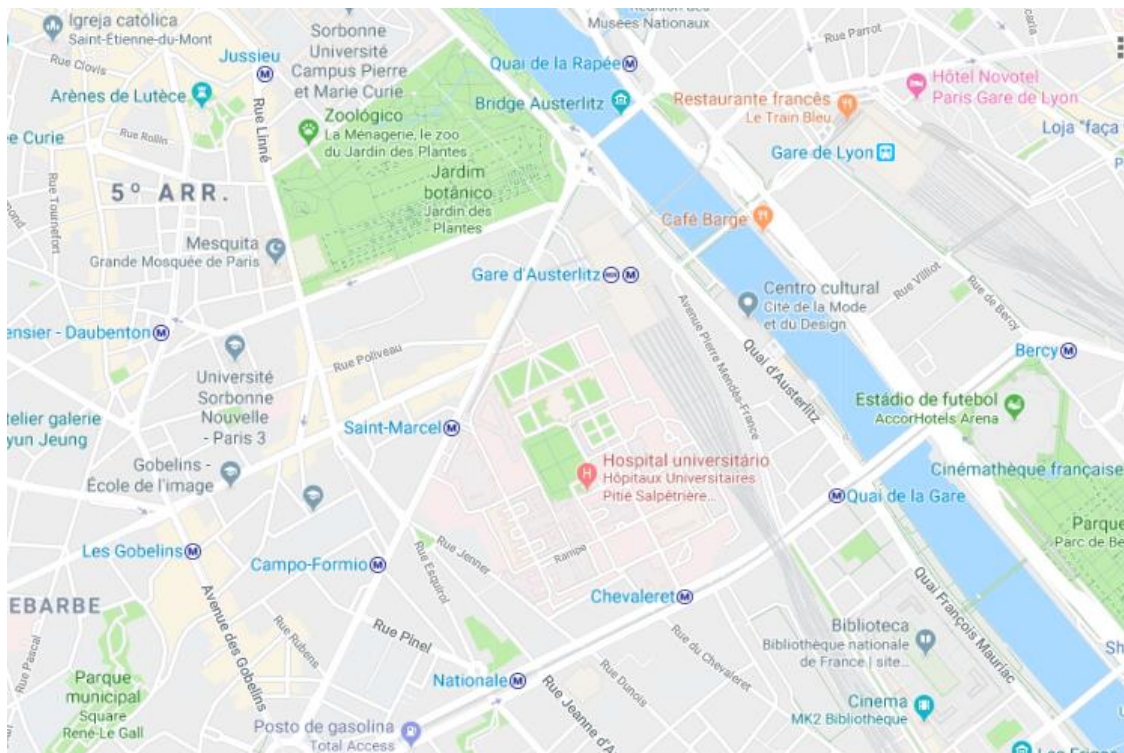 Igreja católica
Saint-Étienne-du-Mont
Sorbonne
Université
Campus Pierre
et Marie Curie
Musées Nationaux
Rue Parrot
Rue Clovis
Jussieu
Quai de la Rapée
Hôtel Novotel
Paris Gare de Lyon
Arènes de Lutèce
Bridge Austerlitz
Restaurante francês
Le Train Bleu
Zoológico
La Ménagerie, le zoo
du Jardin des Plantes
Loja "faça
ee Curie
Rue Rollin
Rue Linné
Gare de Lyon
Jardim
botânico
Jardin des
Plantes
5º ARR.
Rue Tournefort
Café Barge
Mesquita
Grande Mosquée de Paris
Gare d'Austerlitz
Rue Villiot
Centro cultural
Cité de la Mode
et du Design
Rue de Bercy
ensier - Daubenton
Avenue Pierre Mendès-France
Quai d'Austerlitz
Bercy
Rue Poliveau
Université
Sorbonne
Nouvelle
- Paris 3
Estádio de futebol
AccorHotels Arena
telier galerie
yun Jeung
Saint-Marcel
Gobelins -
École de l'image
Hospital universitário
Hôpitaux Universitaires
Pitié Salpêtrière...
Cinémathèque française
Quai de la Gare
Parque
Parc de Be
Les Gobelins
Campo-Formio
Rue Jenner
Rue Esquirol
Rampe
Chevaleret
Quai François Mauriac
EBARBE
Avenue des Gobelins
Rue Rubens
Rue Pinel
Rue du Chevaleret
Biblioteca
Bibliothèque nationale
de France | site...
Sh
Rue Pascal
Parque
municipal
Square
René-Le Gall
Nationale
Rue Dunois
Rue Jeanne d'A
Cinema
MK2 Bibliothèque
Posto de gasolina
Total Access